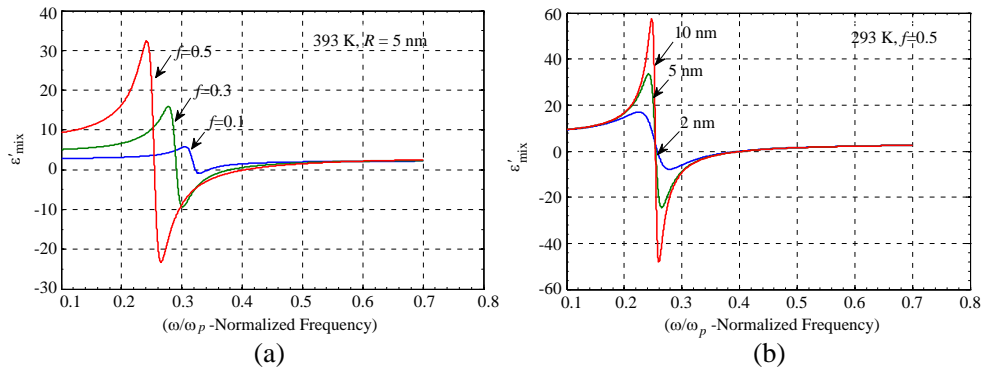 40
30
20
10
0
-10
-20
-30
0.1 0.2 0.3 0.4 0.5 0.6 0.7 0.8
ε′mix
(ω/ωp -Normalized Frequency)
393 K, R = 5 nm
f=0.5
f=0.3
f=0.1
(a)
60
40
20
0
-20
-40
-60
0.1 0.2 0.3 0.4 0.5 0.6 0.7 0.8
ε′mix
(ω/ωp -Normalized Frequency)
293 K, f=0.5
10 nm
5 nm
2 nm
(b)